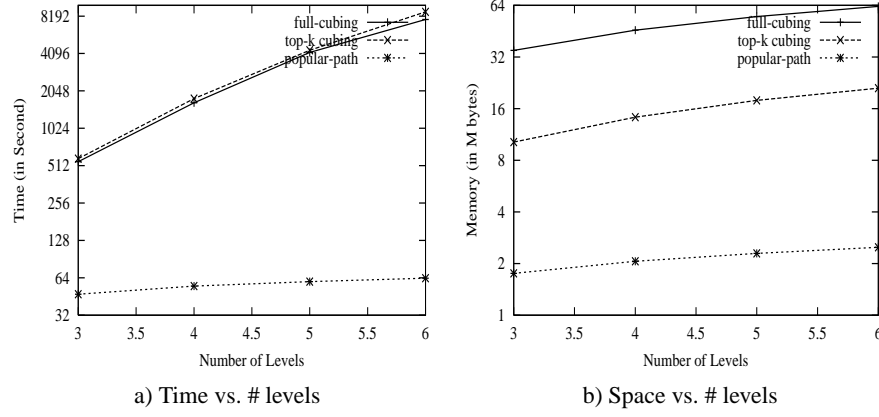 8192
4096
2048
1024
512
256
128
64
32
Time (in Second)
full-cubing
top-k cubing
popular-path
3 3.5 4 4.5 5 5.5 6
Number of Levels
a) Time vs. # levels
64
32
16
8
4
2
1
Memory (in M bytes)
full-cubing
top-k cubing
popular-path
3 3.5 4 4.5 5 5.5 6
Number of Levels
b) Space vs. # levels